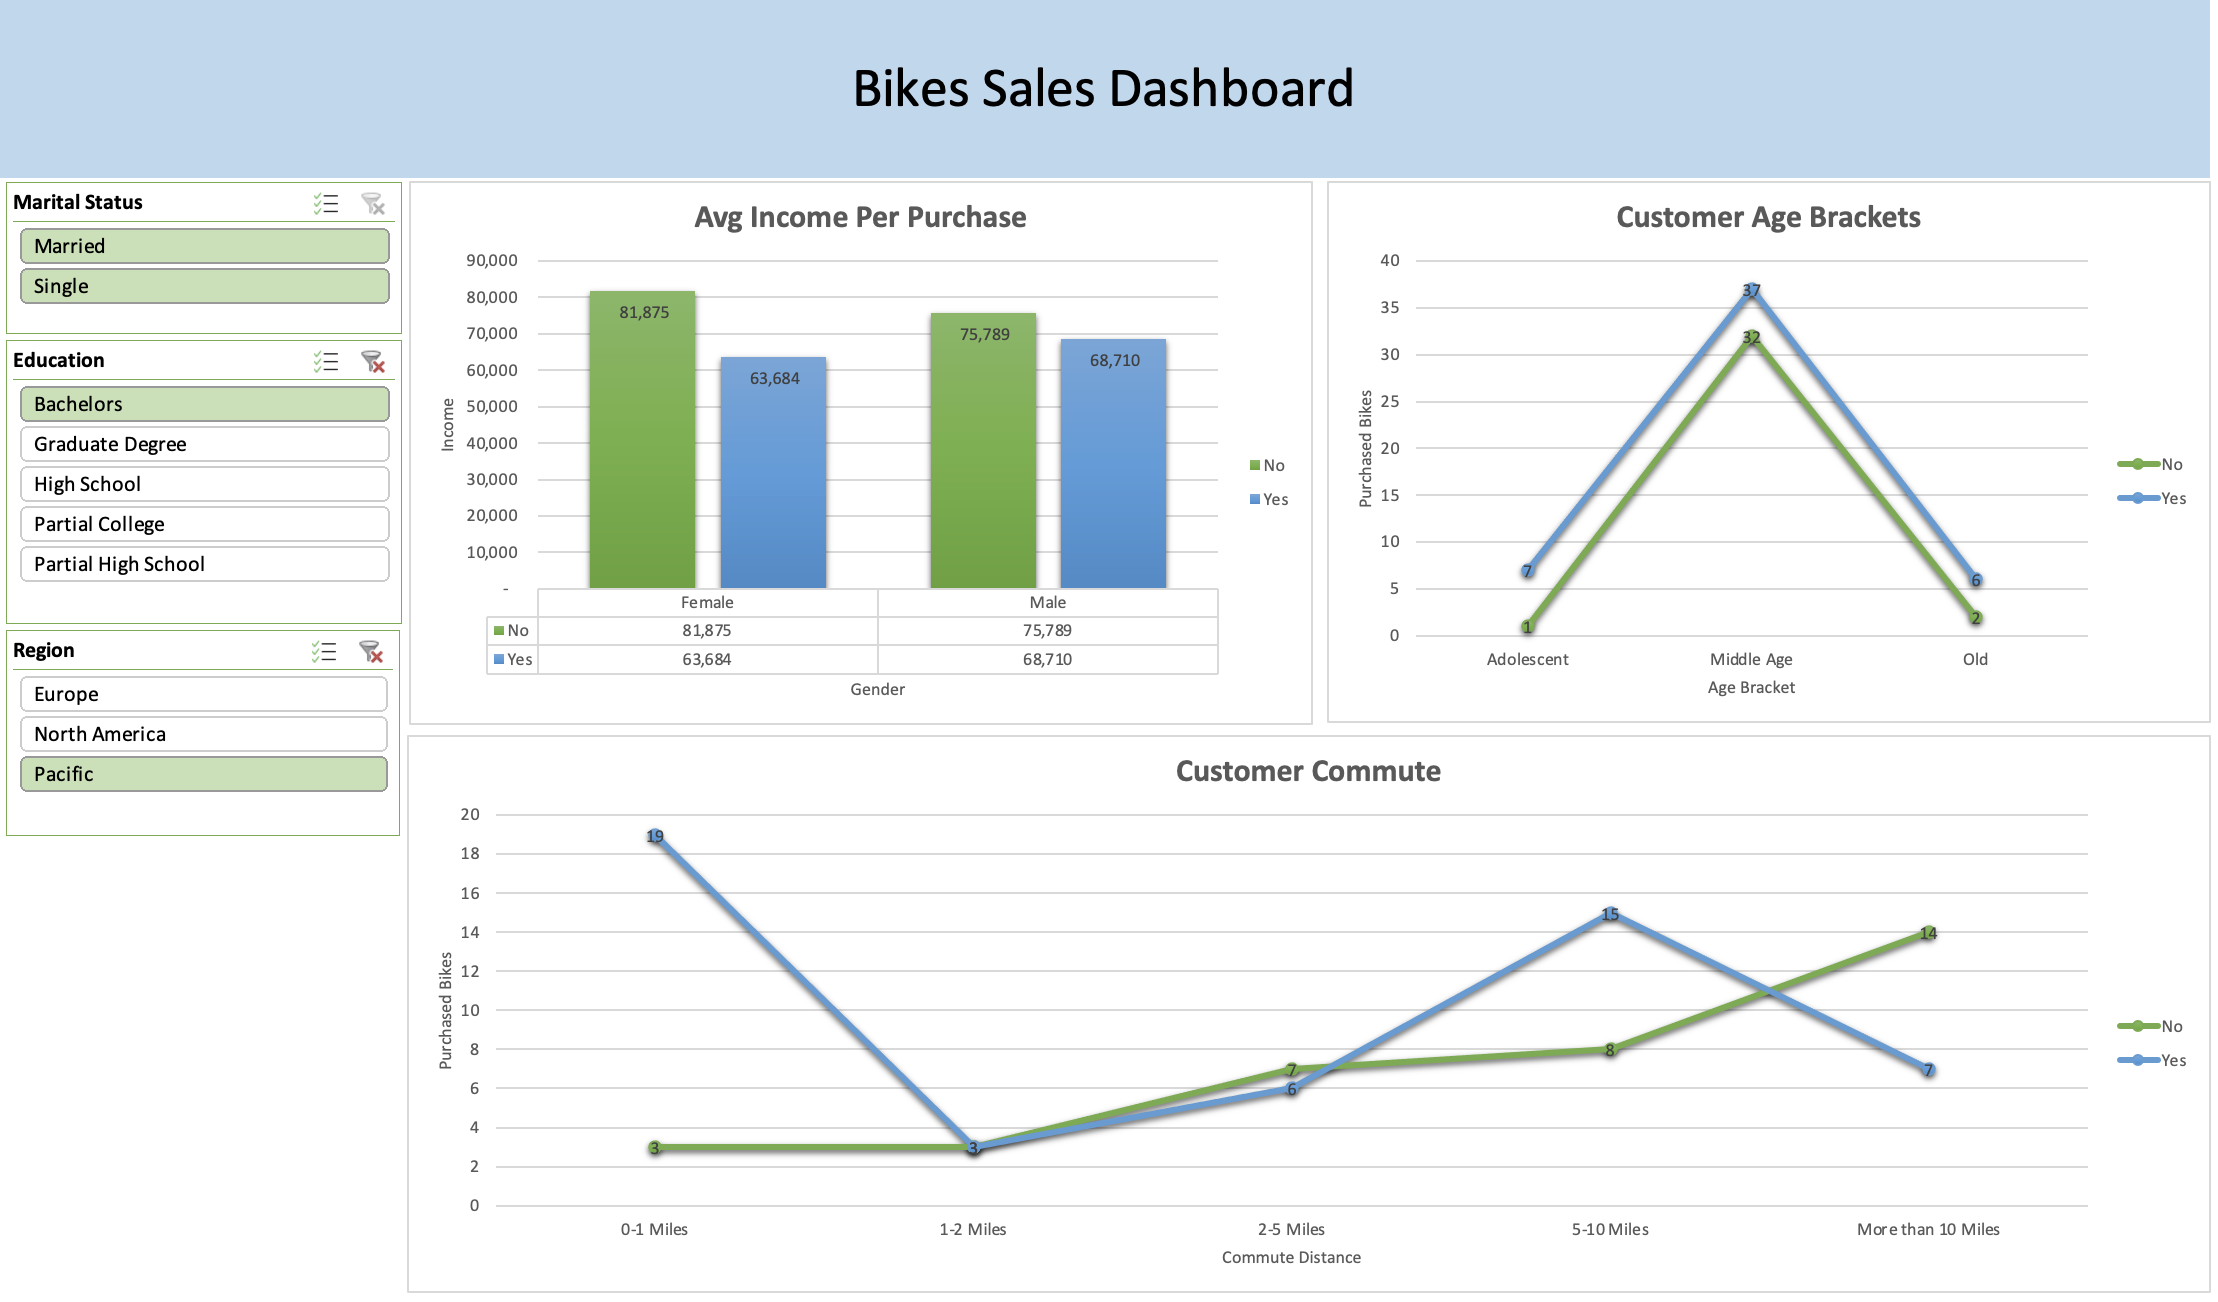 Bikes Sales Dashboard
Marital Status
Married
Single
Education
Bachelors
Graduate Degree
High School
Partial College
Partial High School
Region
Europe
North America
Pacific
Avg Income Per Purchase
90,000
80,000
70,000
60,000
50,000
40,000
30,000
20,000
10,000
-
Income
81,875
63,684
75,789
68,710
No
Yes
Female Male
No 81,875 75,789
Yes 63,684 68,710
Gender
Customer Age Brackets
40
35
30
25
20
15
10
5
0
Purchased Bikes
37
32
7
1
6
2
No
Yes
Adolescent Middle Age Old
Age Bracket
Customer Commute
20
18
16
14
12
10
8
6
4
2
0
Purchased Bikes
19
3
3
7
6
15
8
14
7
No
Yes
0-1 Miles 1-2 Miles 2-5 Miles 5-10 Miles More than 10 Miles
Commute Distance